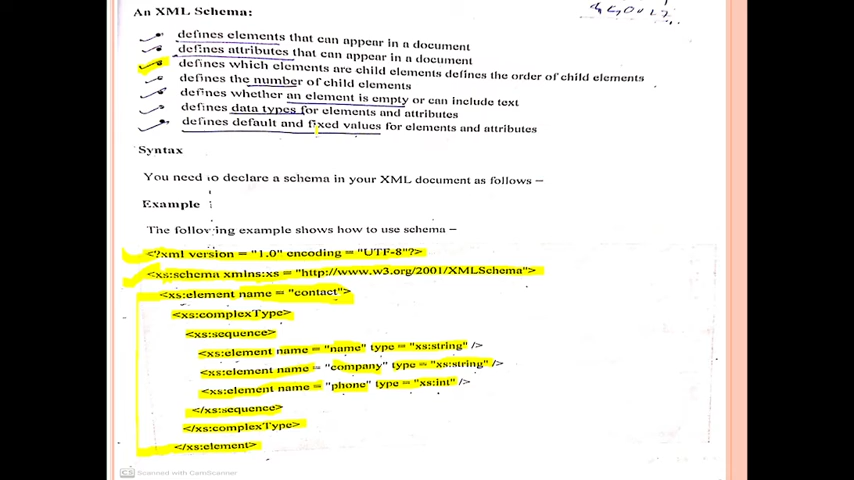 An XML Schema:
defines elements that can appear in a document
defines attributes that can appear in a document
defines which elements are child elements defines the order of child elements
defines the number of child elements
defines whether an element is empty or can include text
defines data types for elements and attributes
defines default and fixed values for elements and attributes
Syntax
You need to declare a schema in your XML document as follows –
Example
The following example shows how to use schema –
<?xml version = "1.0" encoding = "UTF-8"?>
<xs:schema xmlns:xs = "http://www.w3.org/2001/XMLSchema">
<xs:element name = "contact">
<xs:complexType>
<xs:sequence>
<xs:element name = "name" type = "xs:string" />
<xs:element name = "company" type = "xs:string" />
<xs:element name = "phone" type = "xs:int" />
</xs:sequence>
</xs:complexType>
</xs:element>
CS Scanned with CamScanner